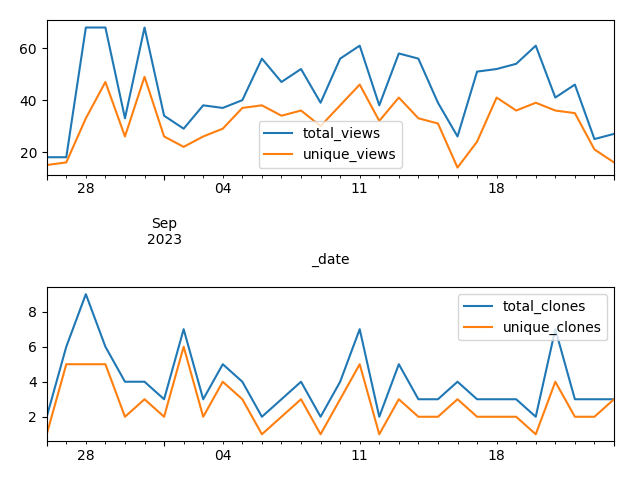 60
40
20
total_views
unique_views
28
04
11
18
Sep
2023
_date
8
6
4
2
total_clones
unique_clones
28
04
11
18